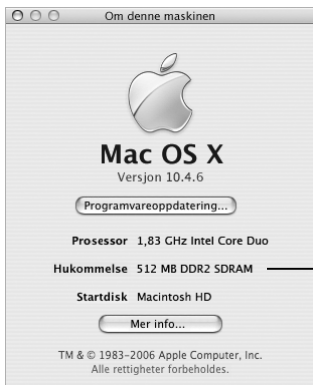 Om denne maskinen
Mac OS X
Versjon 10.4.6
Programvareoppdatering...
Prosessor 1,83 GHz Intel Core Duo
Hukommelse 512 MB DDR2 SDRAM
Startdisk Macintosh HD
Mer info...
TM & © 1983-2006 Apple Computer, Inc.
Alle rettigheter forbeholdes.